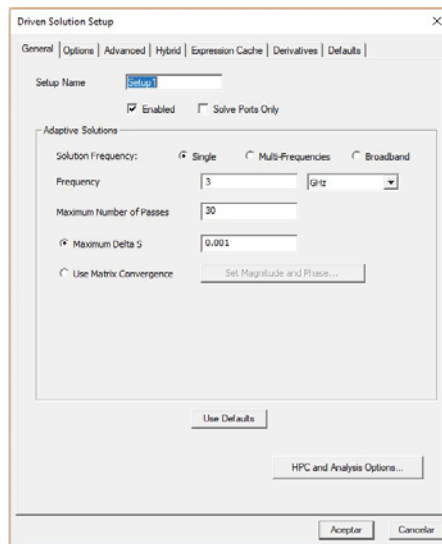 Driven Solution Setup
General Options Advanced Hybrid Expression Cache Derivatives Defaults
Setup Name Setup1
Enabled Solve Ports Only
Adaptive Solutions
Solution Frequency: Single Multi-Frequencies Broadband
Frequency 3 GHz
Maximum Number of Passes 30
Maximum Delta S 0.001
Use Matrix Convergence Set Magnitude and Phase...
Use Defaults
HPC and Analysis Options...
Aceptar Cancelar